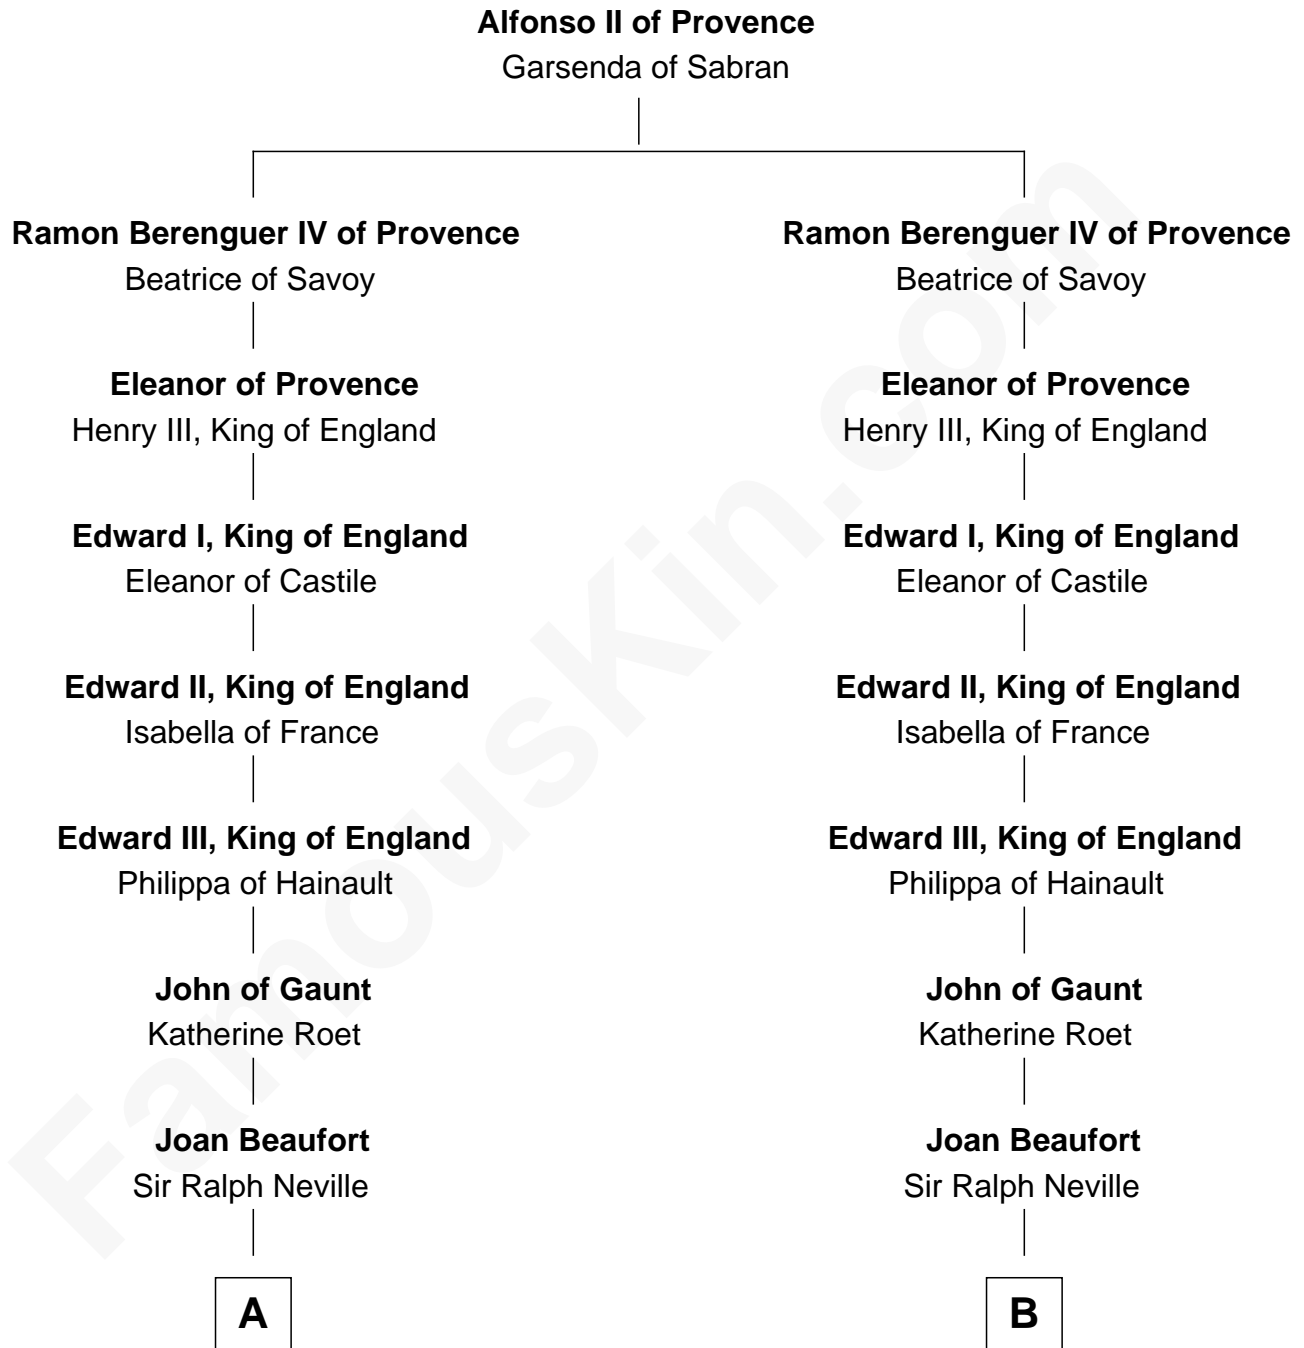 Alfonso II of Provence
Garsenda of Sabran
Ramon Berenguer IV of Provence
Beatrice of Savoy
Eleanor of Provence
Henry III, King of England
Edward I, King of England
Eleanor of Castile
Edward II, King of England
Isabella of France
Edward III, King of England
Philippa of Hainault
John of Gaunt
Katherine Roet
Joan Beaufort
Sir Ralph Neville
A
Ramon Berenguer IV of Provence
Beatrice of Savoy
Eleanor of Provence
Henry III, King of England
Edward I, King of England
Eleanor of Castile
Edward II, King of England
Isabella of France
Edward III, King of England
Philippa of Hainault
John of Gaunt
Katherine Roet
Joan Beaufort
Sir Ralph Neville
B
FamousKin.com